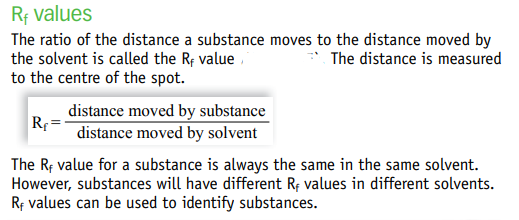 Rf values
The ratio of the distance a substance moves to the distance moved by
the solvent is called the Rf value . The distance is measured
to the centre of the spot.
Rf = distance moved by substance / distance moved by solvent
The Rf value for a substance is always the same in the same solvent.
However, substances will have different Rf values in different solvents.
Rf values can be used to identify substances.